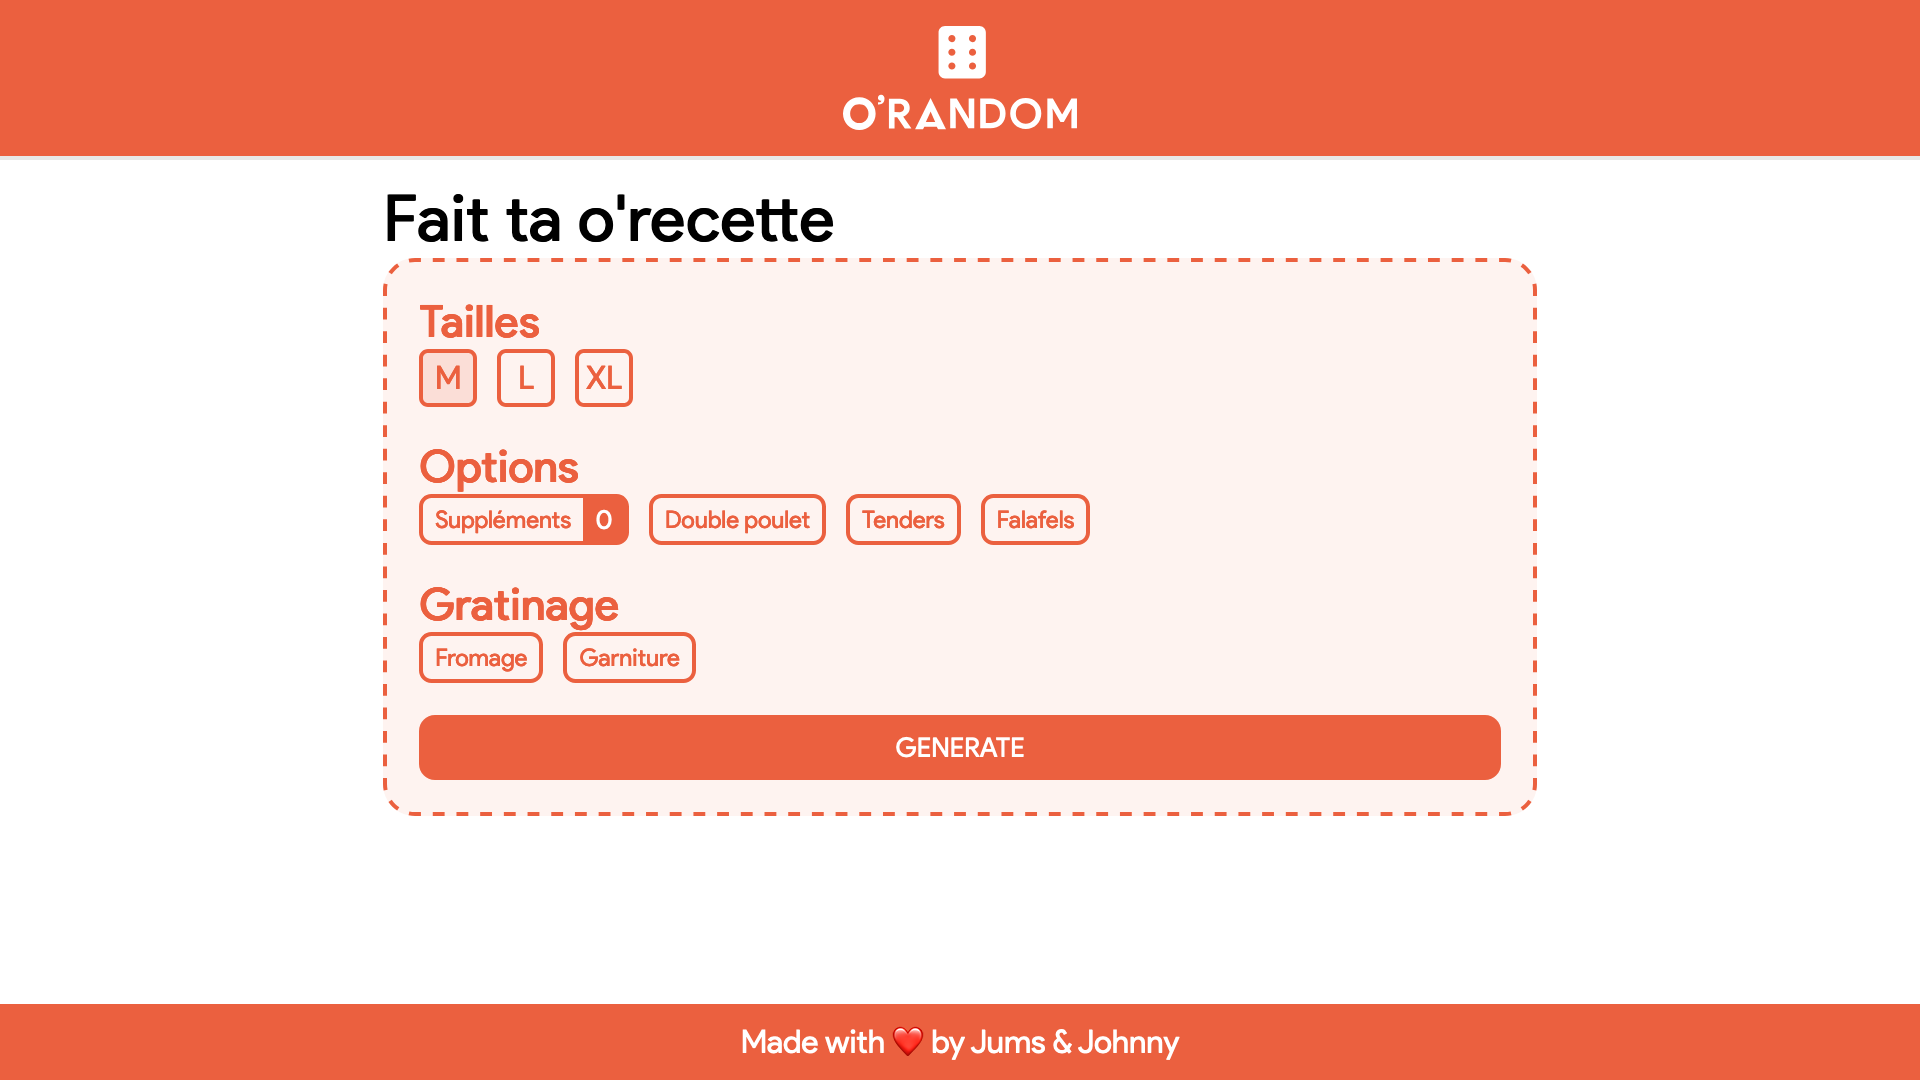 O'RANDOM
Fait ta o'recette
Tailles
M L XL
Options
Suppléments 0 Double poulet Tenders Falafels
Gratinage
Fromage Garniture
GENERATE
Made with ❤️ by Jums & Johnny